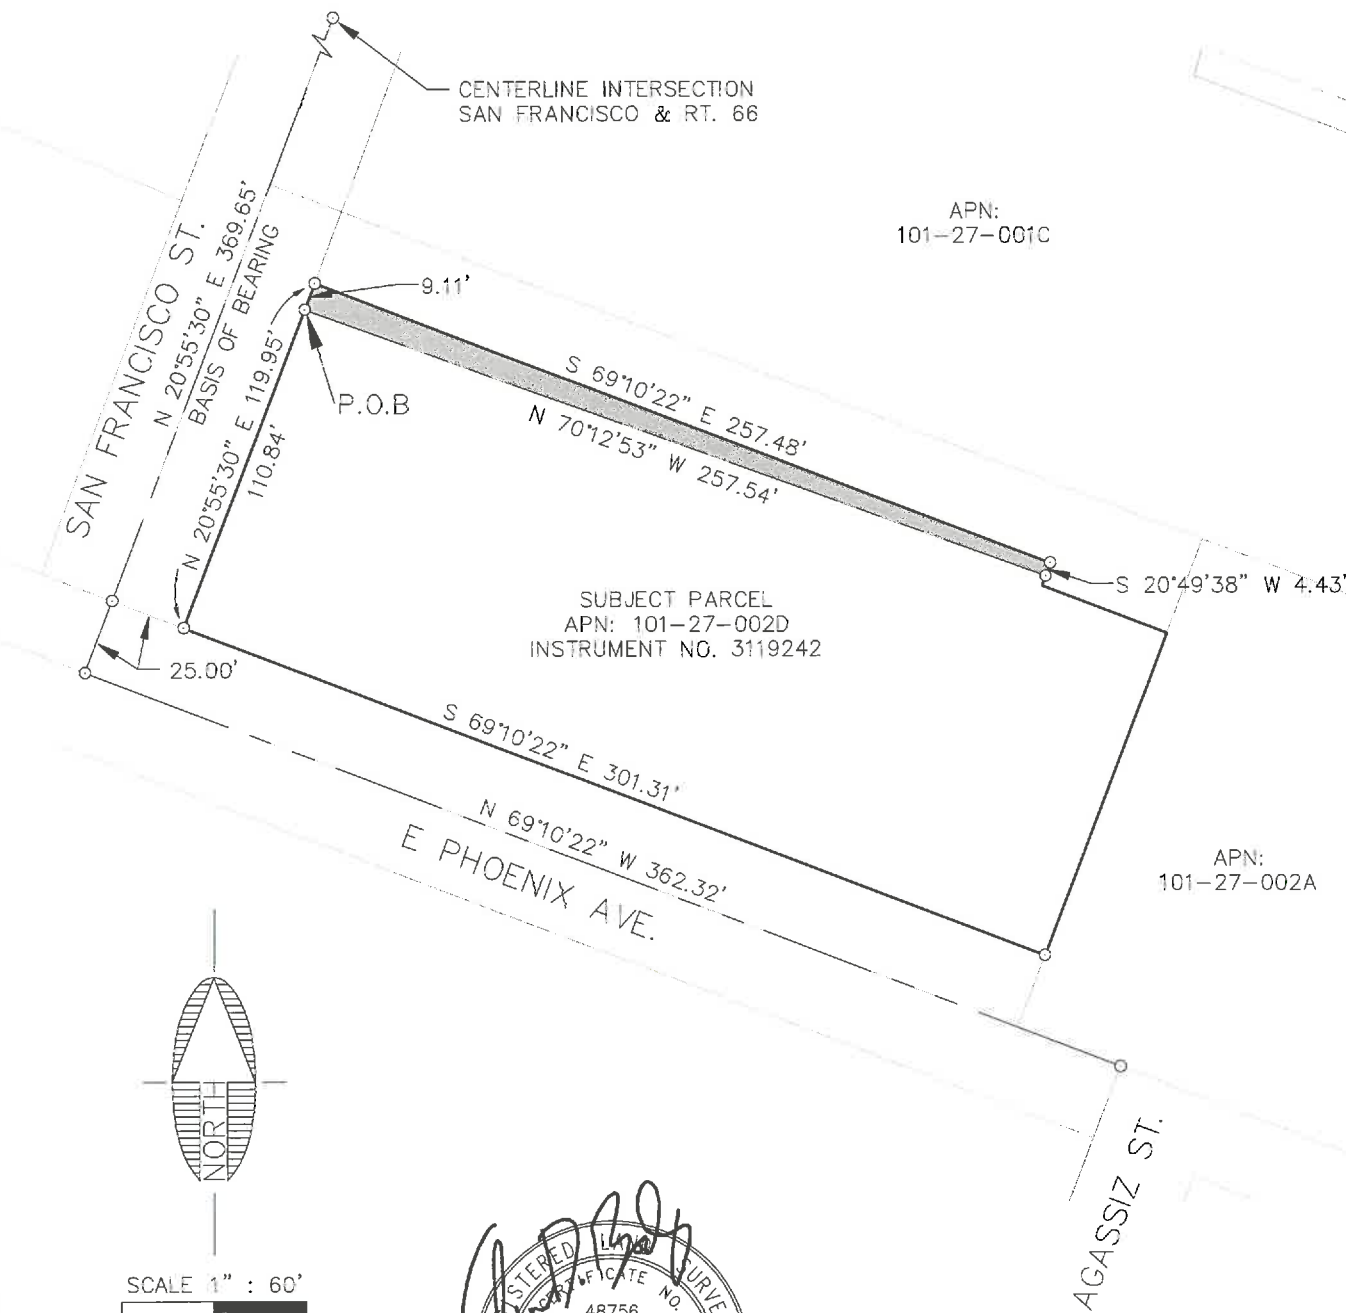 CENTERLINE INTERSECTION
SAN FRANCISCO & RT. 66
APN:
101-27-001C
SAN FRANCISCO ST.
N 20°55'30" E 369.65'
BASIS OF BEARING
9.11'
N 20°55'30" E 119.95'
110.84'
P.O.B
S 69°10'22" E 257.48'
N 70°12'53" W 257.54'
S 20°49'38" W 4.43'
SUBJECT PARCEL
APN: 101-27-002D
INSTRUMENT NO. 3119242
25.00'
S 69°10'22" E 301.31'
N 69°10'22" W 362.32'
E PHOENIX AVE.
APN:
101-27-002A
NORTH
AGASSIZ ST.
SCALE 1" : 60'
CERTIFICATE NO.
48756